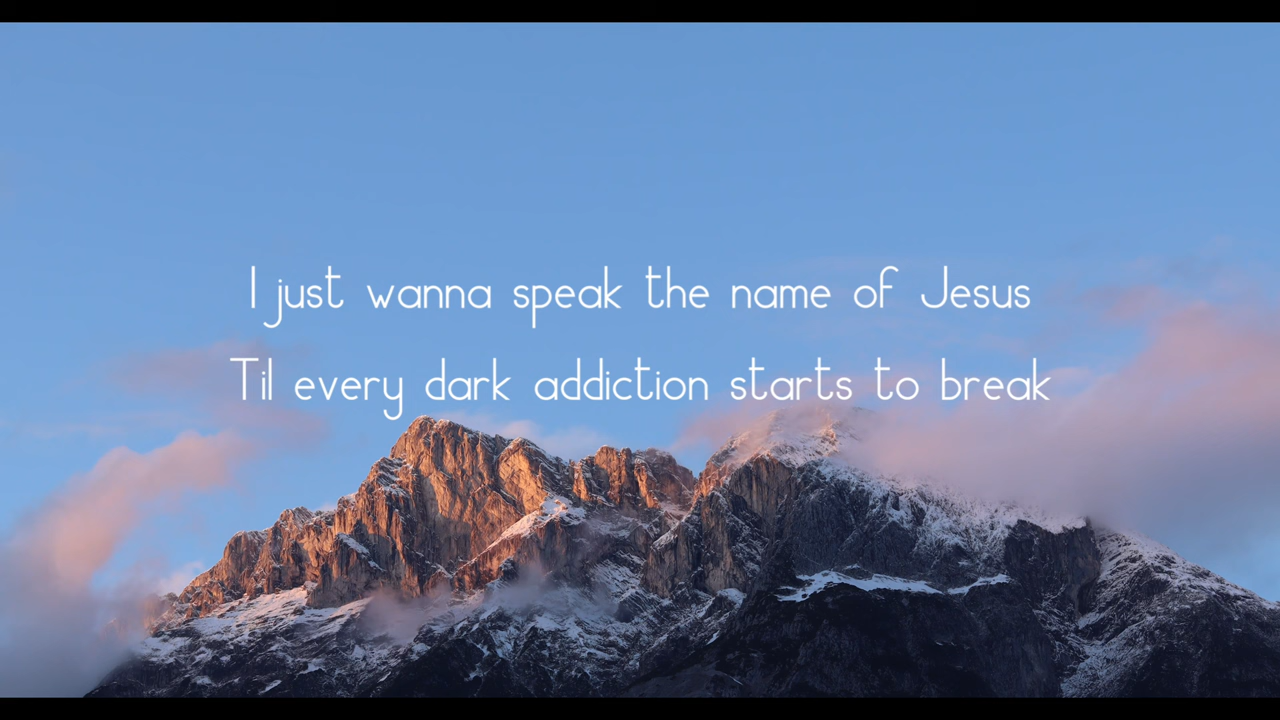 I just wanna speak the name of Jesus
Til every dark addiction starts to break